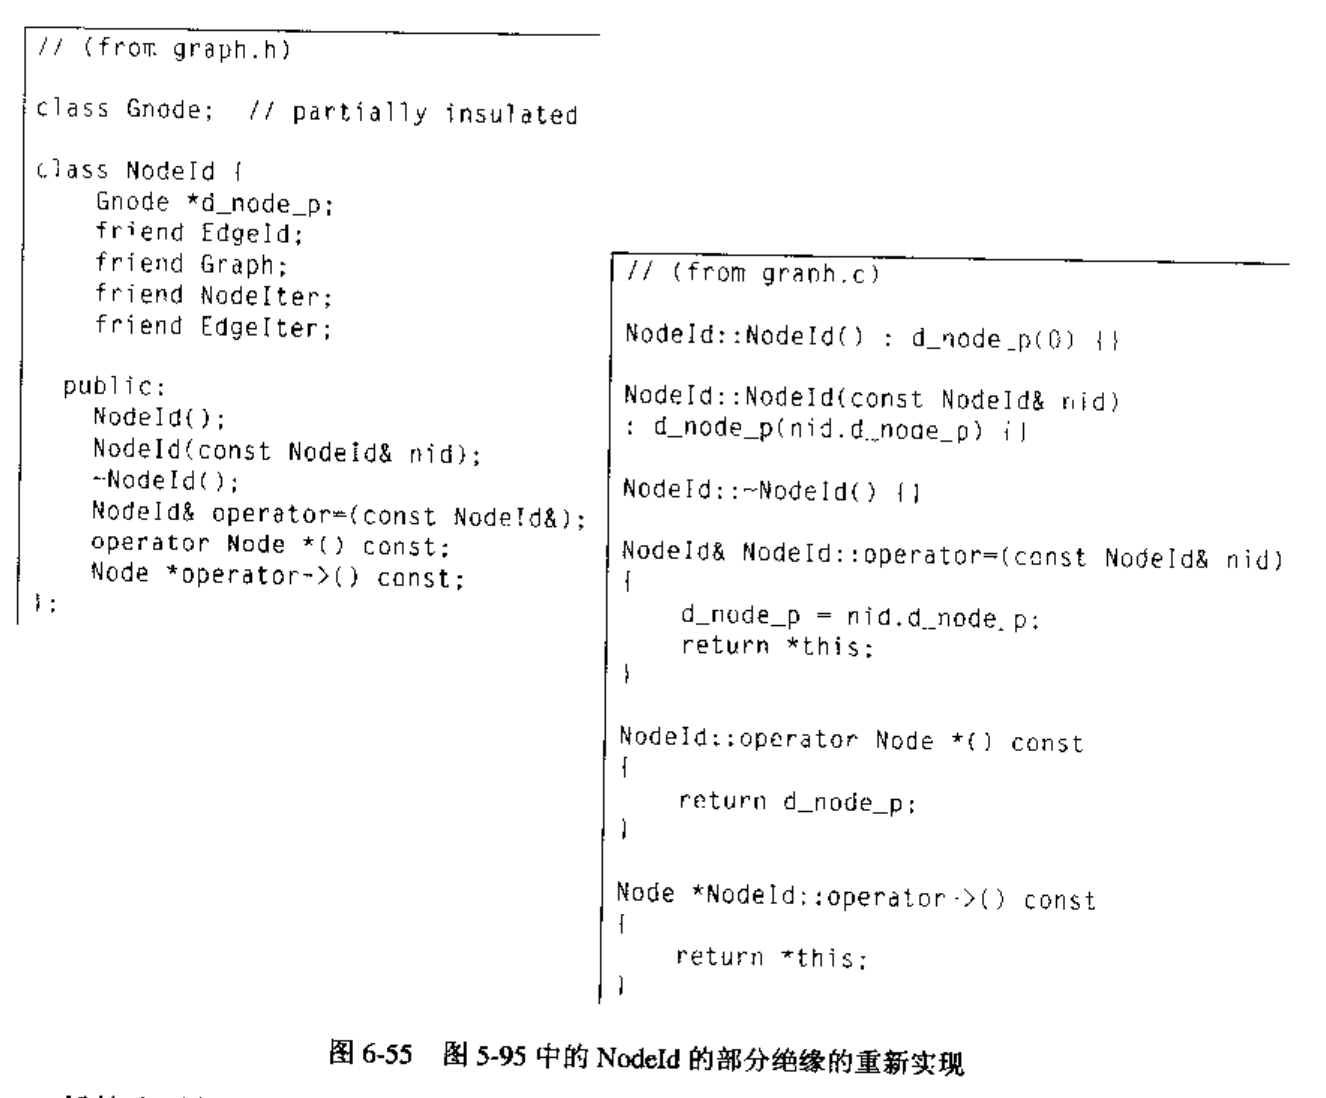 // (from graph.h)
class Gnode;  // partially insulated
class NodeId {
    Gnode *d_node_p;
    friend EdgeId;
    friend Graph;
    friend NodeIter;
    friend EdgeIter;
  public:
    NodeId();
    NodeId(const NodeId& nid);
    ~NodeId();
    NodeId& operator=(const NodeId&);
    operator Node *() const;
    Node *operator->() const;
};
// (from graph.c)
NodeId::NodeId() : d_node_p(0) {}
NodeId::NodeId(const NodeId& nid)
: d_node_p(nid.d_node_p) {}
NodeId::~NodeId() {}
NodeId& NodeId::operator=(const NodeId& nid)
{
    d_node_p = nid.d_node_p;
    return *this;
}
NodeId::operator Node *() const
{
    return d_node_p;
}
Node *NodeId::operator->() const
{
    return *this;
}
图 6-55 图 5-95 中的 NodeId 的部分绝缘的重新实现